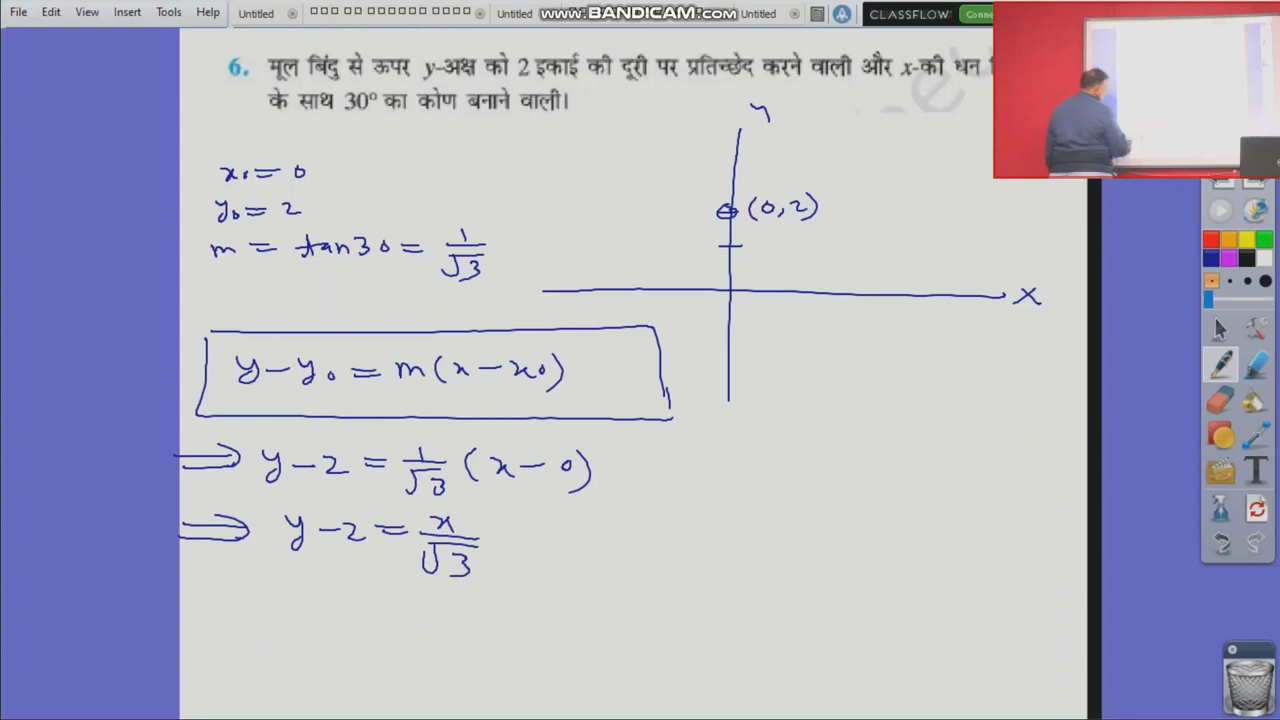 File Edit View Insert Tools Help Untitled Untitled www.BANDICAM.com Untitled CLASSFLOW Conne
6. मूल बिंदु से ऊपर y-अक्ष को 2 इकाई की दूरी पर प्रतिच्छेद करने वाली और x-की धन
के साथ 30° का कोण बनाने वाली।
y
x₀ = 0
y₀ = 2
(0,2)
m = tan30 = 1/√3
x
y-y₀ = m(x-x₀)
⇒ y-2 = 1/√3 (x-0)
⇒ y-2 = x/√3
T